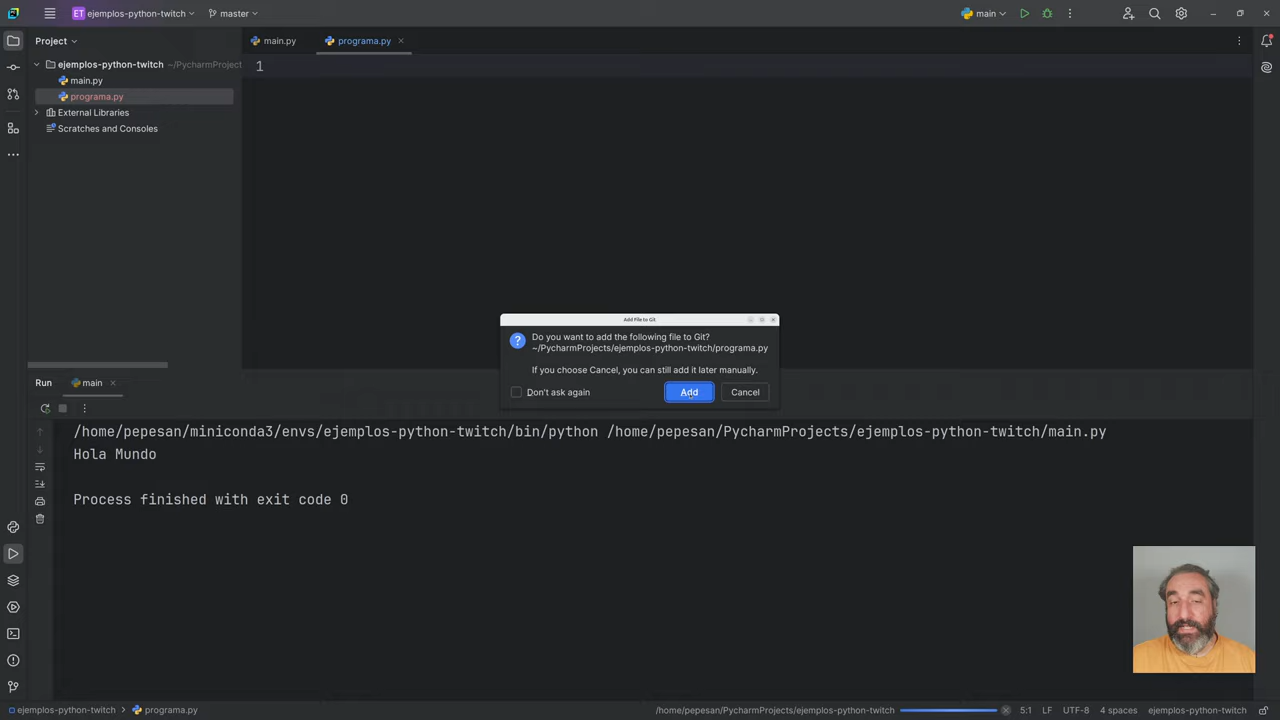 ET ejemplos-python-twitch
master
main
Project
main.py
programa.py
ejemplos-python-twitch ~/PycharmProject
main.py
programa.py
External Libraries
Scratches and Consoles
1
Add File to Git
Do you want to add the following file to Git?
~/PycharmProjects/ejemplos-python-twitch/programa.py
If you choose Cancel, you can still add it later manually.
Don't ask again
Add
Cancel
Run
main
/home/pepesan/miniconda3/envs/ejemplos-python-twitch/bin/python /home/pepesan/PycharmProjects/ejemplos-python-twitch/main.py
Hola Mundo
Process finished with exit code 0
ejemplos-python-twitch
programa.py
/home/pepesan/PycharmProjects/ejemplos-python-twitch
5:1
LF
UTF-8
4 spaces
ejemplos-python-twitch